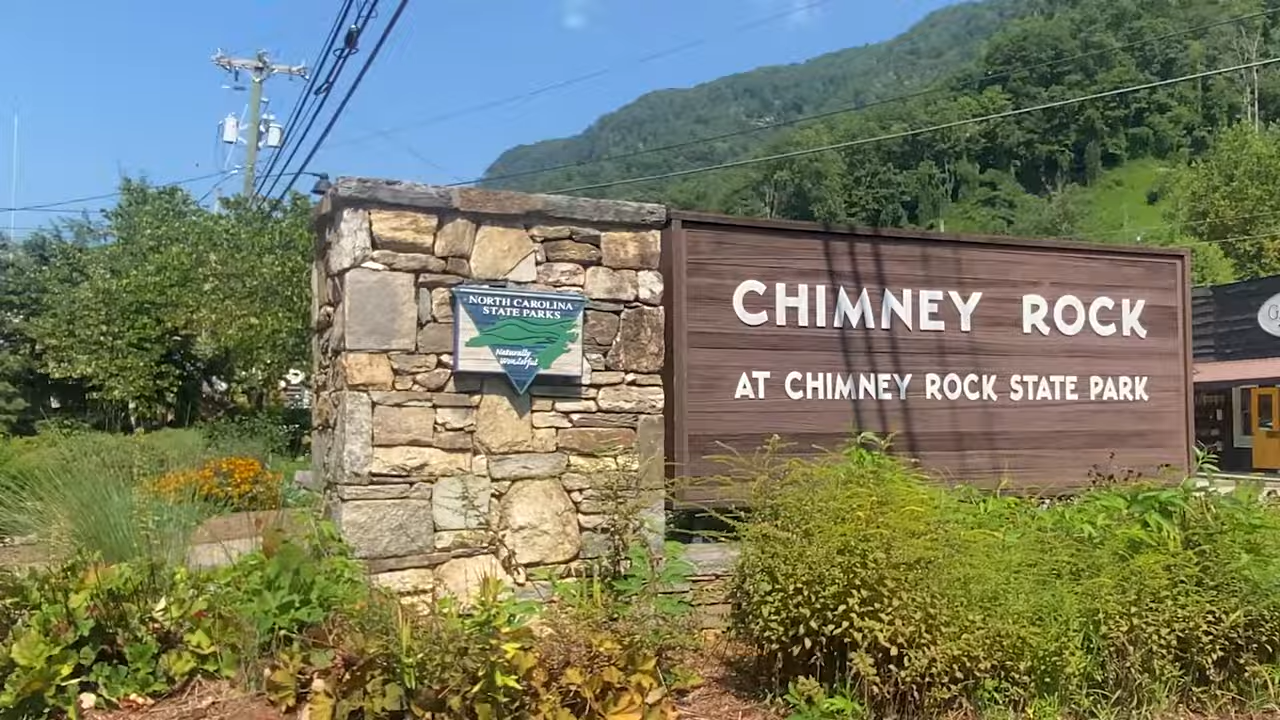 NORTH CAROLINA
STATE PARKS
Naturally
Wonderful
CHIMNEY ROCK
AT CHIMNEY ROCK STATE PARK